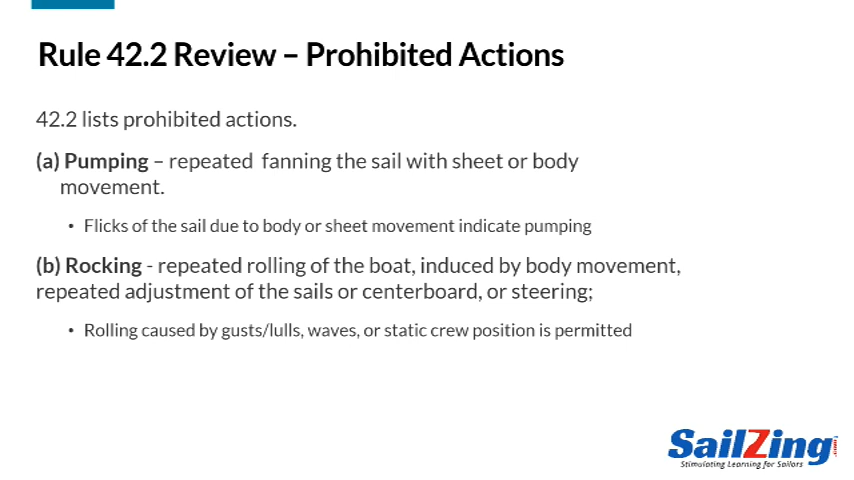 Rule 42.2 Review – Prohibited Actions
42.2 lists prohibited actions.
(a) Pumping – repeated fanning the sail with sheet or body
movement.
• Flicks of the sail due to body or sheet movement indicate pumping
(b) Rocking - repeated rolling of the boat, induced by body movement,
repeated adjustment of the sails or centerboard, or steering;
• Rolling caused by gusts/lulls, waves, or static crew position is permitted
SailZing
Stimulating Learning for Sailors